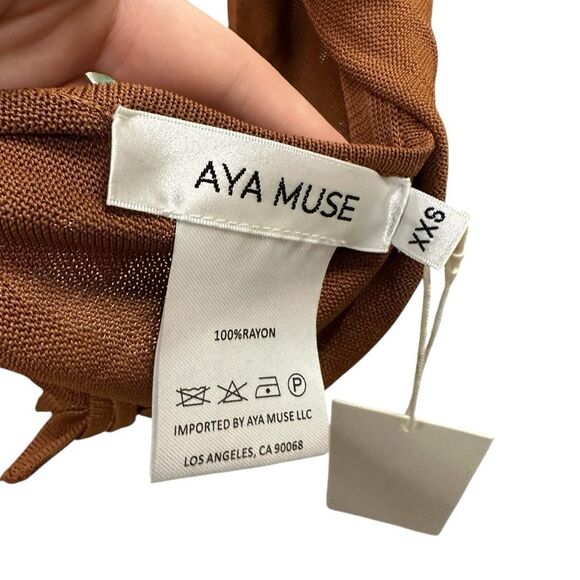 AYA MUSE
XXS
100%RAYON
P
IMPORTED BY AYA MUSE LLC
LOS ANGELES, CA 90068